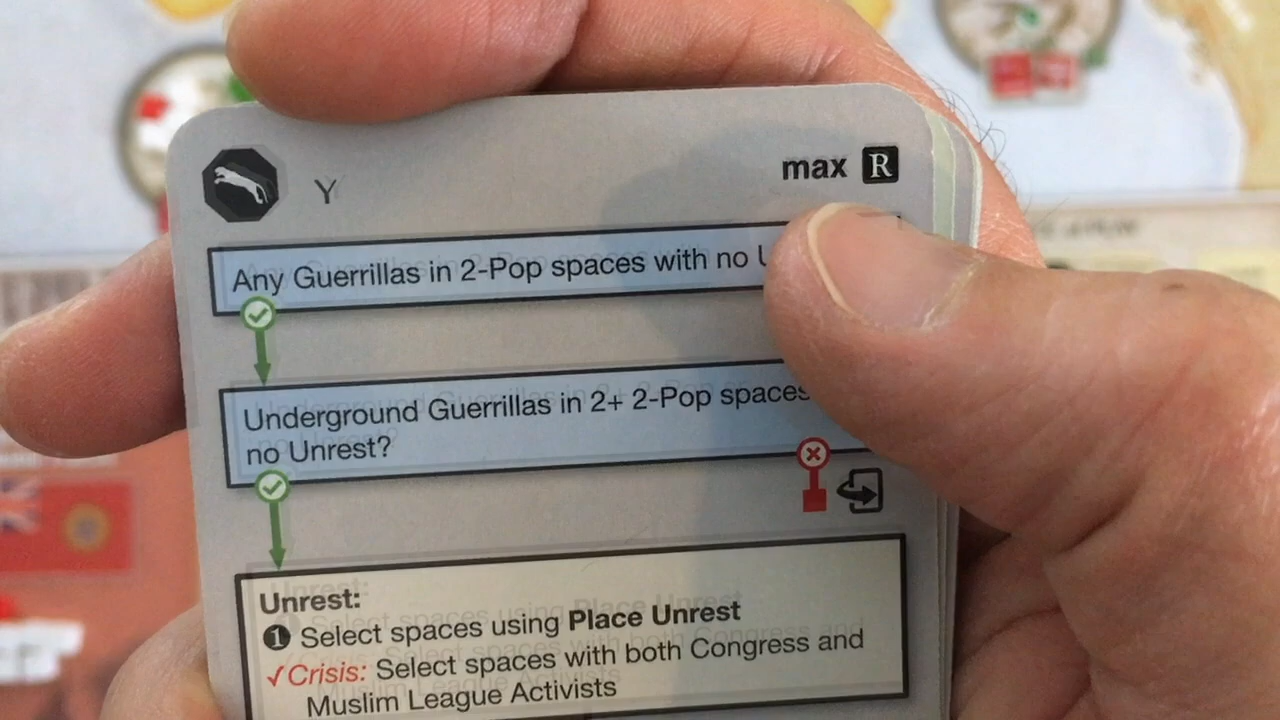 Y
max R
Any Guerrillas in 2-Pop spaces with no
Underground Guerrillas in 2+ 2-Pop spaces
no Unrest?
Unrest:
1 Select spaces using Place Unrest
✓Crisis: Select spaces with both Congress and
Muslim League Activists